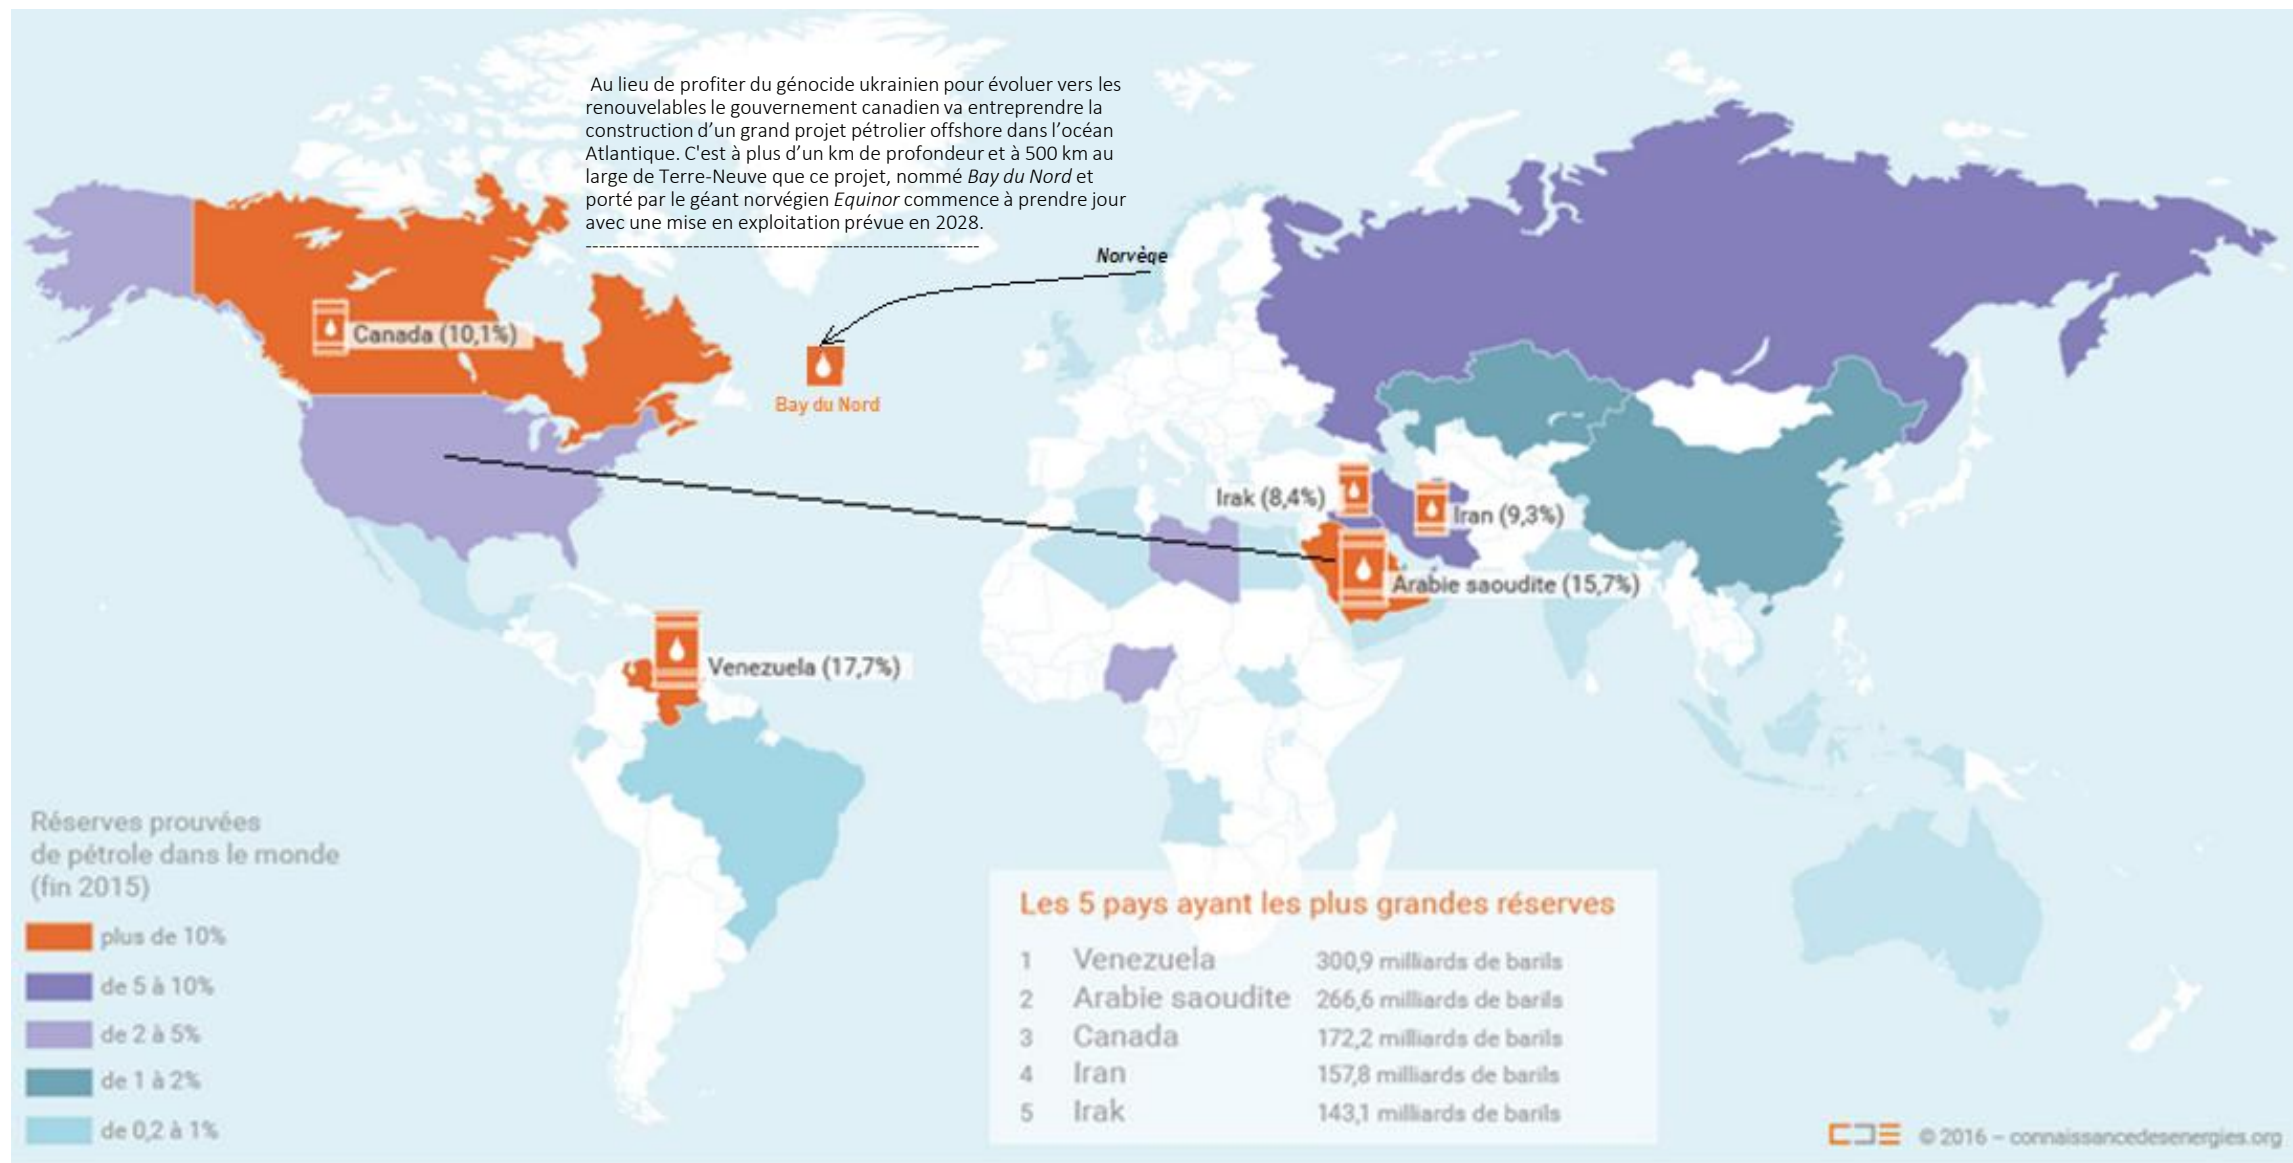 Au lieu de profiter du génocide ukrainien pour évoluer vers les
renouvelables le gouvernement canadien va entreprendre la
construction d’un grand projet pétrolier offshore dans l’océan
Atlantique. C'est à plus d’un km de profondeur et à 500 km au
large de Terre-Neuve que ce projet, nommé Bay du Nord et
porté par le géant norvégien Equinor commence à prendre jour
avec une mise en exploitation prévue en 2028.
-----------------------------------------------------------
Norvège
Canada (10,1%)
Bay du Nord
Irak (8,4%)
Iran (9,3%)
Arabie saoudite (15,7%)
Venezuela (17,7%)
Réserves prouvées
de pétrole dans le monde
(fin 2015)
plus de 10%
de 5 à 10%
de 2 à 5%
de 1 à 2%
de 0,2 à 1%
Les 5 pays ayant les plus grandes réserves
1 Venezuela 300,9 milliards de barils
2 Arabie saoudite 266,6 milliards de barils
3 Canada 172,2 milliards de barils
4 Iran 157,8 milliards de barils
5 Irak 143,1 milliards de barils
© 2016 – connaissancedesenergies.org